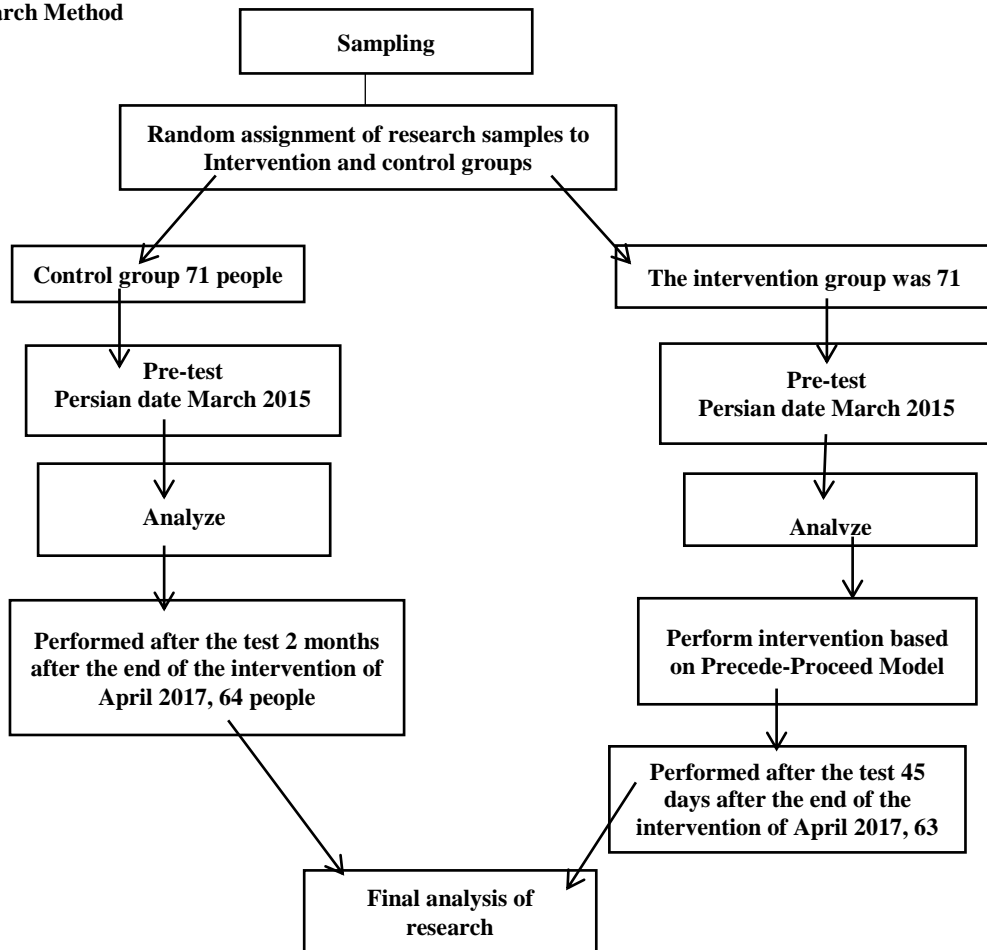 arch Method
Sampling
Random assignment of research samples to
Intervention and control groups
Control group 71 people
The intervention group was 71
Pre-test
Persian date March 2015
Pre-test
Persian date March 2015
Analyze
Analyze
Performed after the test 2 months
after the end of the intervention of
April 2017, 64 people
Perform intervention based
on Precede-Proceed Model
Performed after the test 45
days after the end of the
intervention of April 2017, 63
Final analysis of
research